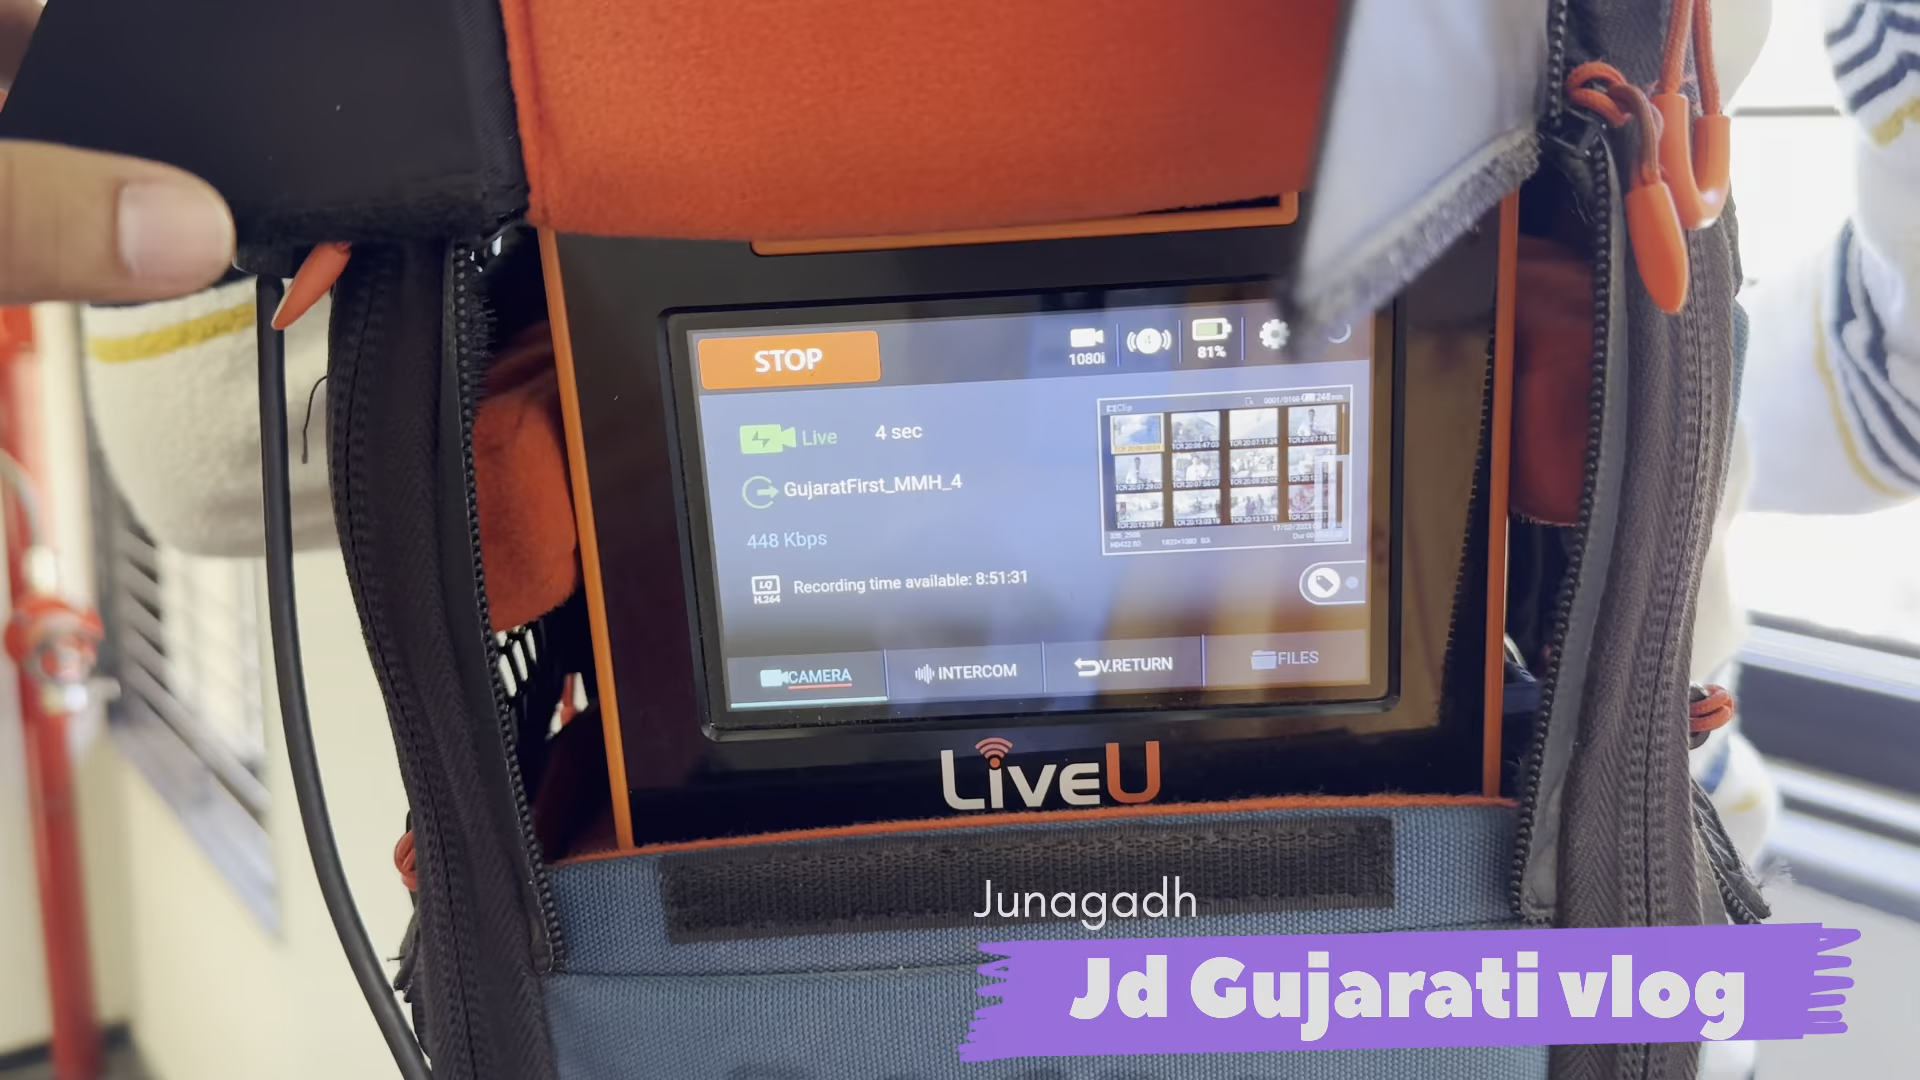 STOP
1080i
81%
Live 4 sec
GujaratFirst_MMH_4
448 Kbps
LQ
H.264
Recording time available: 8:51:31
CAMERA
INTERCOM
V.RETURN
FILES
LiveU
Junagadh
Jd Gujarati vlog